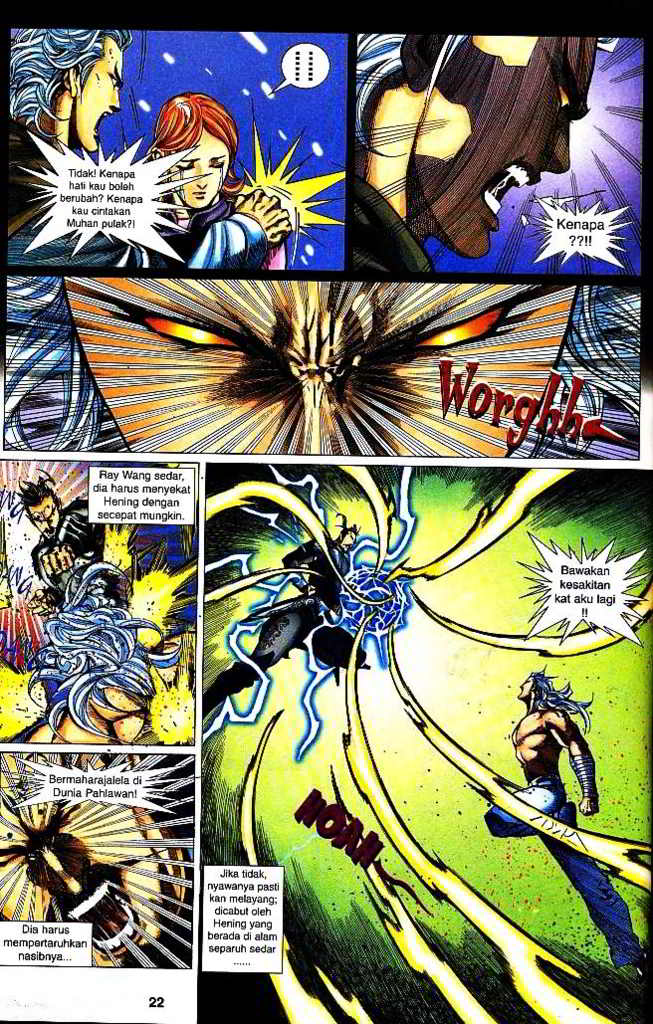 !!!
Tidak! Kenapa
hati kau boleh
berubah? Kenapa
kau cintakan
Muhan pulak?!
Kenapa
??!!
Worghh
Ray Wang sedar,
dia harus menyekat
Hening dengan
secepat mungkin.
Bawakan
kesakitan
kat aku lagi
!!
Bermaharajalela di
Dunia Pahlawan!
Dia harus
mempertaruhkan
nasibnya...
HOAH
Jika tidak,
nyawanya pasti
kan melayang;
dicabut oleh
Hening yang
berada di alam
separuh sedar
......
22